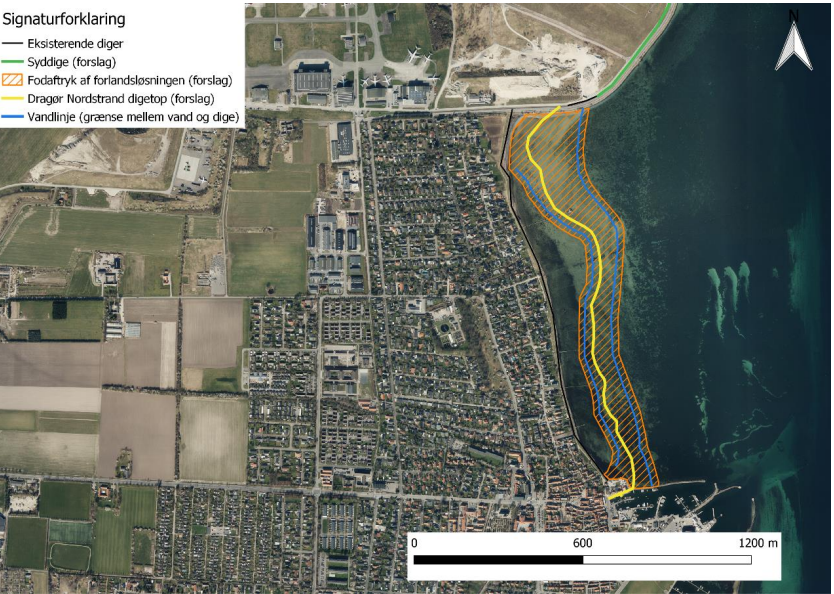 Signaturforklaring
Eksisterende diger
Syddige (forslag)
Fodaftryk af forlandsløsningen (forslag)
Dragør Nordstrand digetop (forslag)
Vandlinje (grænse mellem vand og dige)
N
0 600 1200 m